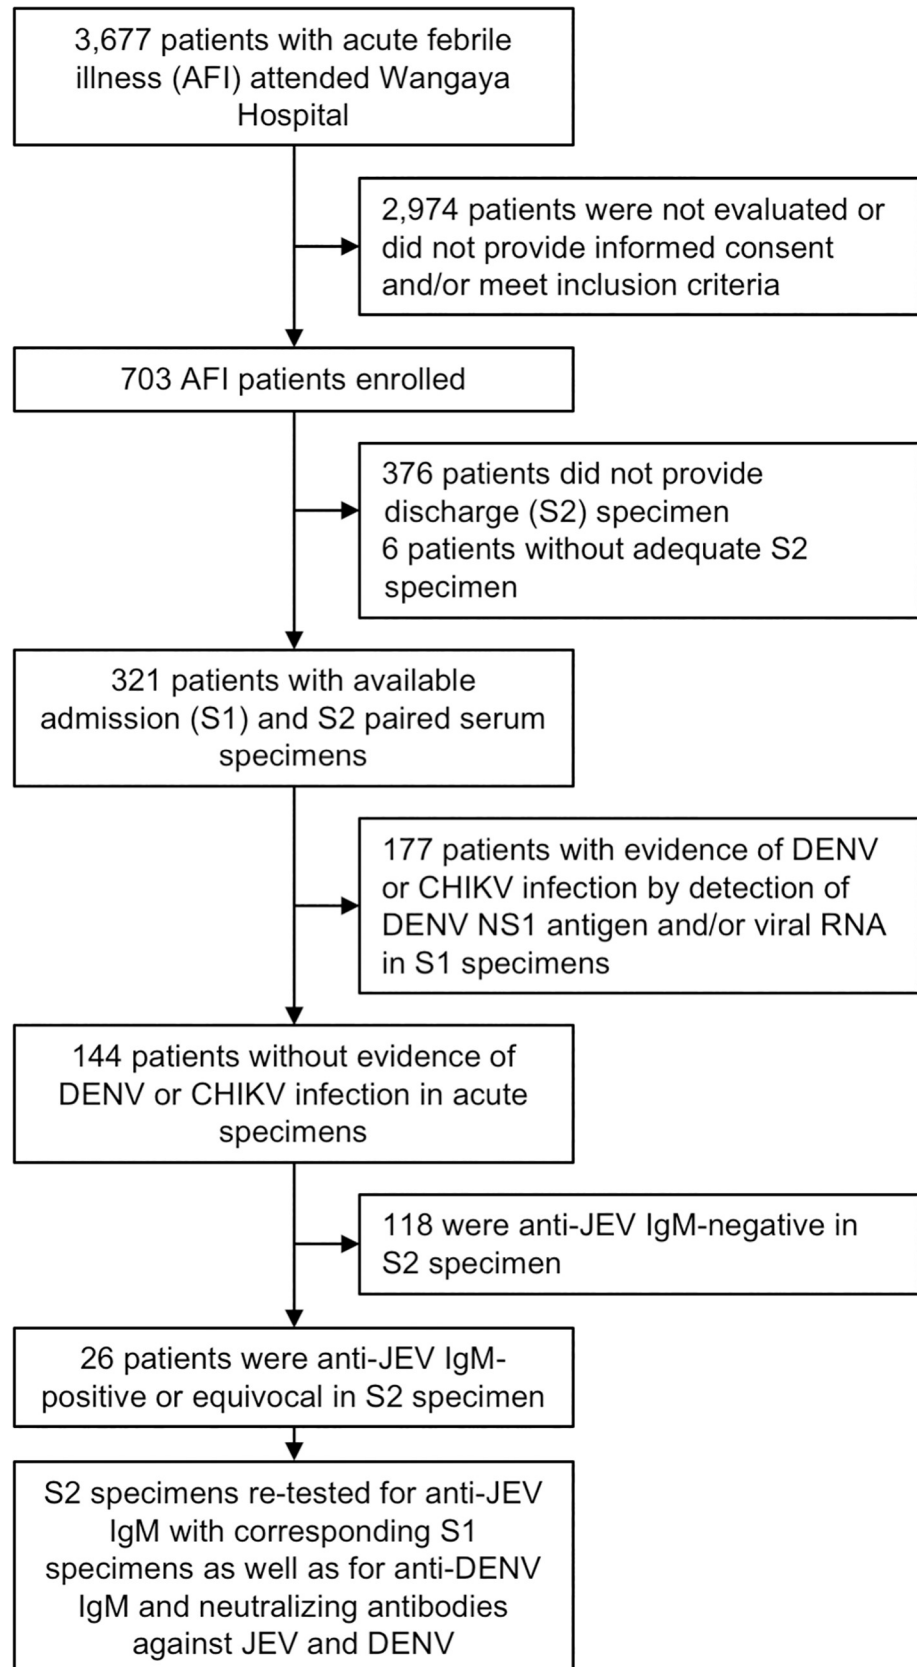 3,677 patients with acute febrile
illness (AFI) attended Wangaya
Hospital
2,974 patients were not evaluated or
did not provide informed consent
and/or meet inclusion criteria
703 AFI patients enrolled
376 patients did not provide
discharge (S2) specimen
6 patients without adequate S2
specimen
321 patients with available
admission (S1) and S2 paired serum
specimens
177 patients with evidence of DENV
or CHIKV infection by detection of
DENV NS1 antigen and/or viral RNA
in S1 specimens
144 patients without evidence of
DENV or CHIKV infection in acute
specimens
118 were anti-JEV IgM-negative in
S2 specimen
26 patients were anti-JEV IgM-
positive or equivocal in S2 specimen
S2 specimens re-tested for anti-JEV
IgM with corresponding S1
specimens as well as for anti-DENV
IgM and neutralizing antibodies
against JEV and DENV